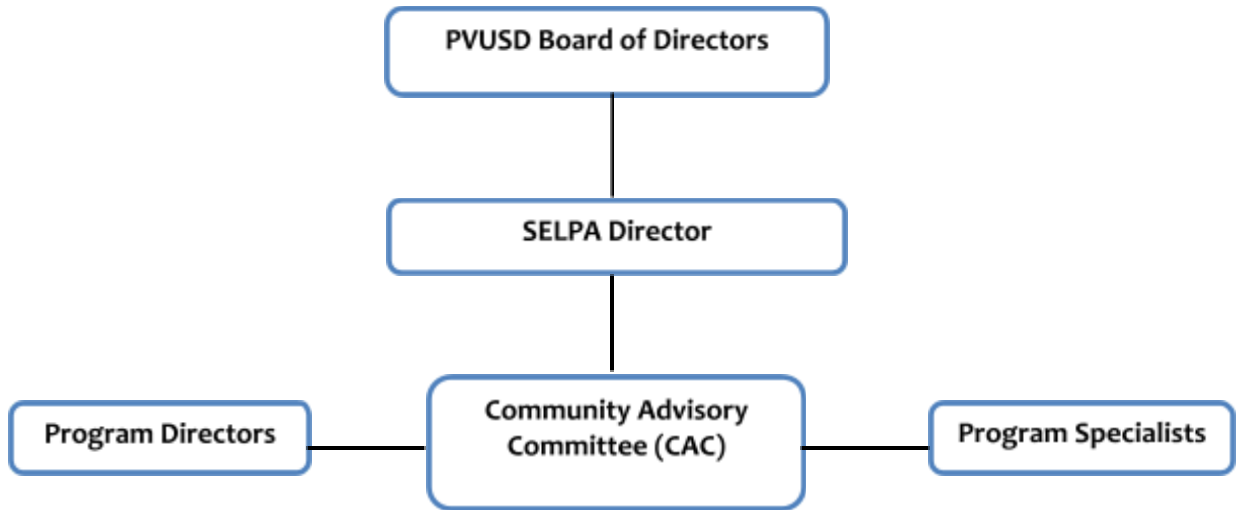 PVUSD Board of Directors
SELPA Director
Community Advisory
Committee (CAC)
Program Directors
Program Specialists